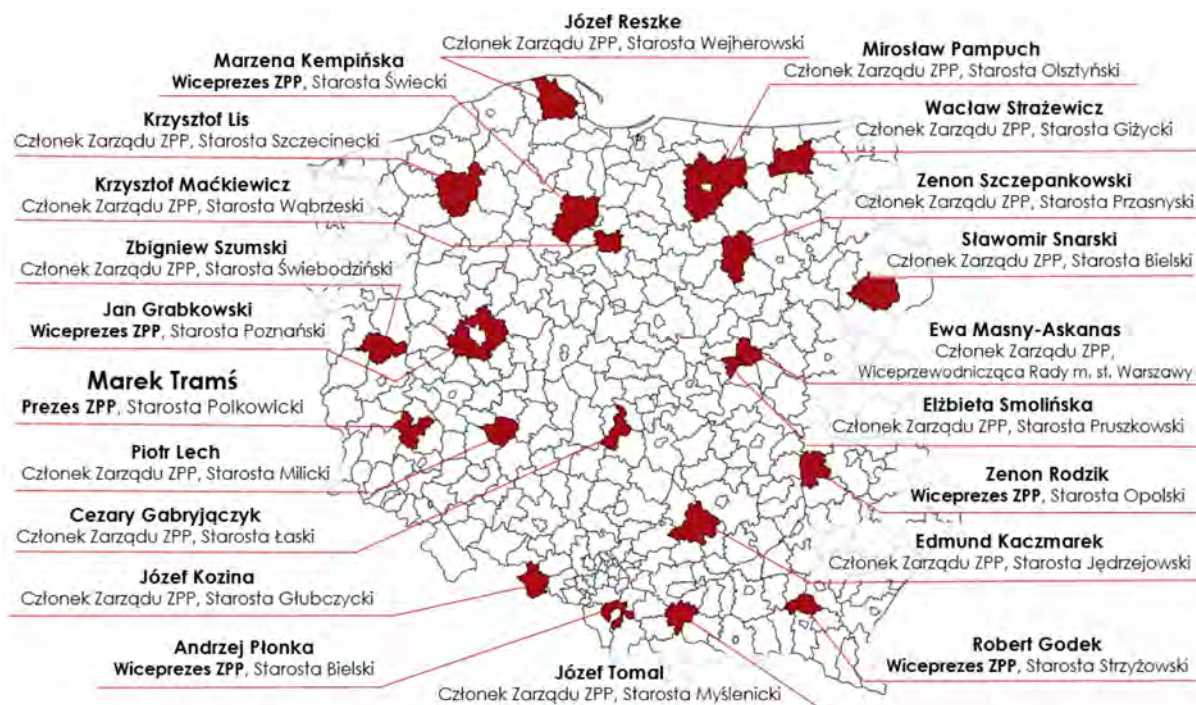 Józef Reszke
Członek Zarządu ZPP, Starosta Wejherowski
Marzena Kempińska
Wiceprezes ZPP, Starosta Świecki
Krzysztof Lis
Członek Zarządu ZPP, Starosta Szczecinecki
Krzysztof Maćkiewicz
Członek Zarządu ZPP, Starosta Wąbrzeski
Zbigniew Szumski
Członek Zarządu ZPP, Starosta Świebodziński
Jan Grabkowski
Wiceprezes ZPP, Starosta Poznański
Marek Tramś
Prezes ZPP, Starosta Polkowicki
Piotr Lech
Członek Zarządu ZPP, Starosta Milicki
Cezary Gabryjączyk
Członek Zarządu ZPP, Starosta Łaski
Józef Kozina
Członek Zarządu ZPP, Starosta Głubczycki
Andrzej Płonka
Wiceprezes ZPP, Starosta Bielski
Józef Tomal
Członek Zarządu ZPP, Starosta Myślenicki
Mirosław Pampuch
Członek Zarządu ZPP, Starosta Olsztyński
Wacław Strażewicz
Członek Zarządu ZPP, Starosta Giżycki
Zenon Szczepankowski
Członek Zarządu ZPP, Starosta Przasnyski
Sławomir Snarski
Członek Zarządu ZPP, Starosta Bielski
Ewa Masny-Askanas
Członek Zarządu ZPP,
Wiceprzewodnicząca Rady m. st. Warszawy
Elżbieta Smolińska
Członek Zarządu ZPP, Starosta Pruszkowski
Zenon Rodzik
Wiceprezes ZPP, Starosta Opolski
Edmund Kaczmarek
Członek Zarządu ZPP, Starosta Jędrzejowski
Robert Godek
Wiceprezes ZPP, Starosta Strzyżowski